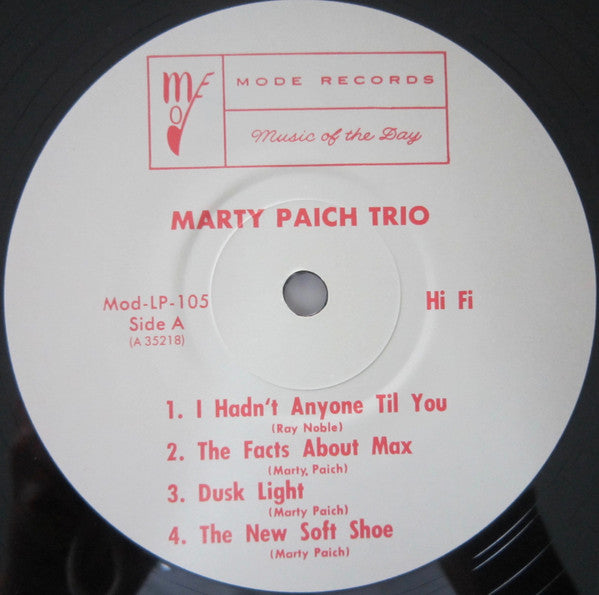 MODE
MODE RECORDS
Music of the Day
MARTY PAICH TRIO
Mod-LP-105
Hi Fi
Side A
(A 35218)
1. I Hadn't Anyone Til You
(Ray Noble)
2. The Facts About Max
(Marty, Paich)
3. Dusk Light
(Marty Paich)
4. The New Soft Shoe
(Marty Paich)